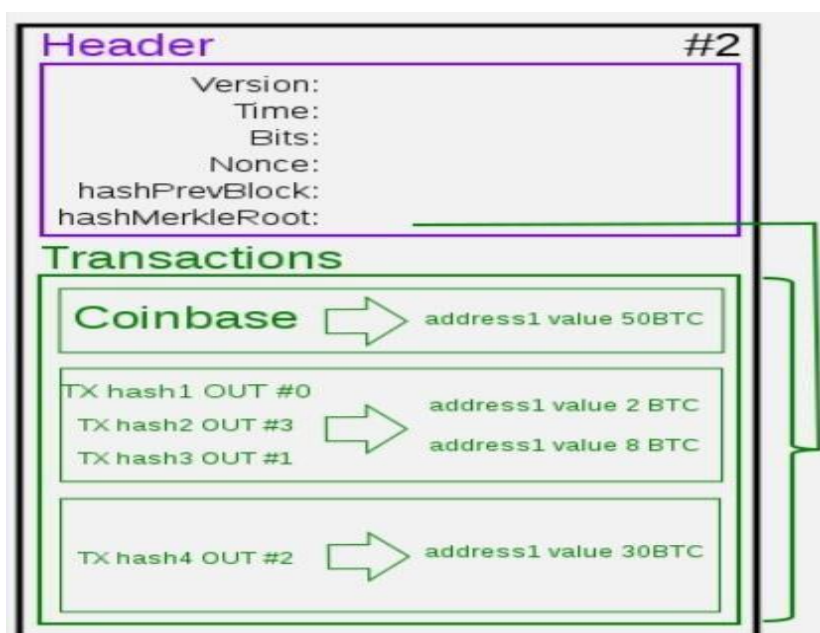 Header #2
Version:
Time:
Bits:
Nonce:
hashPrevBlock:
hashMerkleRoot:
Transactions
Coinbase address1 value 50BTC
TX hash1 OUT #0
address1 value 2 BTC
TX hash2 OUT #3
address1 value 8 BTC
TX hash3 OUT #1
TX hash4 OUT #2 address1 value 30BTC